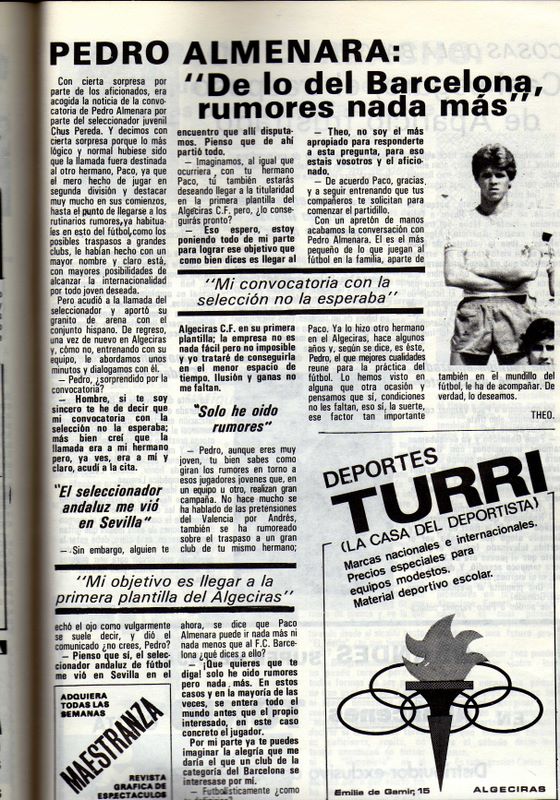 PEDRO ALMENARA:
"De lo del Barcelona,
rumores nada más"
Con cierta sorpresa por
parte de los aficionados, era
acogida la noticia de la convo-
catoria de Pedro Almenara por
parte del seleccionador juvenil
Chus Pereda. Y decimos con
cierta sorpresa porque lo más
lógico y normal hubiese sido
que la llamada fuera destinada
al otro hermano, Paco, ya que
el mero hecho de jugar en
segunda división y destacar
muy mucho en sus comienzos,
hasta el punto de llegarse a los
rutinarios rumores,ya habitua-
íes en esto del fútbol,como los
posibles traspasos a grandes
clubs, le habían hecho con un
mayor nombre y claro está,
con mayores posibilidades de
alcanzar la internacionalidad
por todo joven deseada.
Pero acudió a la llamada del
seleccionador y aportó su
granito de arena con el
conjunto hispano. De regreso,
una vez de nuevo en Algeciras
y, cómo no, entrenando con su
equipo, le abordamos unos
minutos y dialogamos con él.
— Pedro, ¿sorprendido por la
convocatoria?
— Hombre, si te soy
sincero te he de decir que
mi convocatoria con la
selección no la esperaba;
más bien creí que la
llamada era a mi hermano
pero, ya ves, era a mí y
claro, acudí a la cita.
"El seleccionador
andaluz me vió
en Sevilla"
— Sin embargo, alguien te
encuentro que allí disputa-
mos. Pienso que de ahí
partió todo.
— Imaginamos, al igual que
ocurriera con tu hermano
Paco, tú también estarás
deseando llegar a la titularidad
en la primera plantilla del
Algeciras C.F. pero, ¿lo conse-
guirás pronto?
— Eso espero, estoy
poniendo todo de mi parte
para lograr ese objetivo que
como bien dices es llegar al
— Theo, no soy el más
apropiado para responderte
a esta pregunta, para eso
estais vosotros y el aficio-
nado.
— De acuerdo Paco, gracias,
y a seguir entrenando que tus
compañeros te solicitan para
comenzar el partidillo.
Con un apretón de manos
acabamos la conversación con
Pedro Almenara. El es el más
pequeño de lo que juegan al
fútbol en la familia, aparte de
"Mi convocatoria con la
selección no la esperaba"
Algeciras C.F. en su primera
plantilla; la empresa no es
nada fácil pero no imposible
y yo trataré de conseguirla
en el menor espacio de
tiempo. Ilusión y ganas no
me faltan.
"Solo he oido
rumores"
— Pedro, aunque eres muy
joven, tu bien sabes como
giran los rumores en torno a
esos jugadores jovenes que, en
un equipo u otro, realizan gran
campaña. No hace mucho se
ha hablado de las pretensiones
del Valencia por Andrés,
también se ha rumoreado
sobre el traspaso a un gran
club de tu mismo hermano;
Paco. Ya lo hizo otro hermano
en el Algeciras, hace algunos
años y, según se dice, es éste,
Pedro, el que mejores cualidades
reune para la práctica del
fútbol. Lo hemos visto en
alguna que otra ocasión y
pensamos que sí, condiciones
no les faltan, eso sí, la suerte,
ese factor tan importante
también en el mundillo del
fútbol, le ha de acompañar. De
verdad, lo deseamos.
THEO.
"Mi objetivo es llegar a la
primera plantilla del Algeciras"
echó el ojo como vulgarmente
se suele decir, y dió el
comunicado ¿no crees, Pedro?
— Pienso que sí, el selec-
cionador andaluz de fútbol
me vió en Sevilla en el
ahora, se dice que Paco
Almenara puede ir nada más ni
nada menos que al F.C. Barce-
lona ¿qué dices a ello?
— ¡Que quieres que te
diga! solo he oido rumores
pero nada más. En estos
casos y en la mayoría de las
veces, se entera todo el
mundo antes que el propio
interesado, en este caso
concreto el jugador.
Por mi parte ya te puedes
imaginar la alegría que me
daría el que un club de la
categoría del Barcelona se
interesase por mí.
— Futbolísticamente ¿como
ADQUIERA
TODAS LAS
SEMANAS
MAESTRANZA
REVISTA
GRAFICA DE
ESPECTACULOS
DEPORTES
TURRI
(LA CASA DEL DEPORTISTA)
Marcas nacionales e internacionales.
Precios especiales para
equipos modestos.
Material deportivo escolar.
Emilia de Gamir, 15
ALGECIRAS